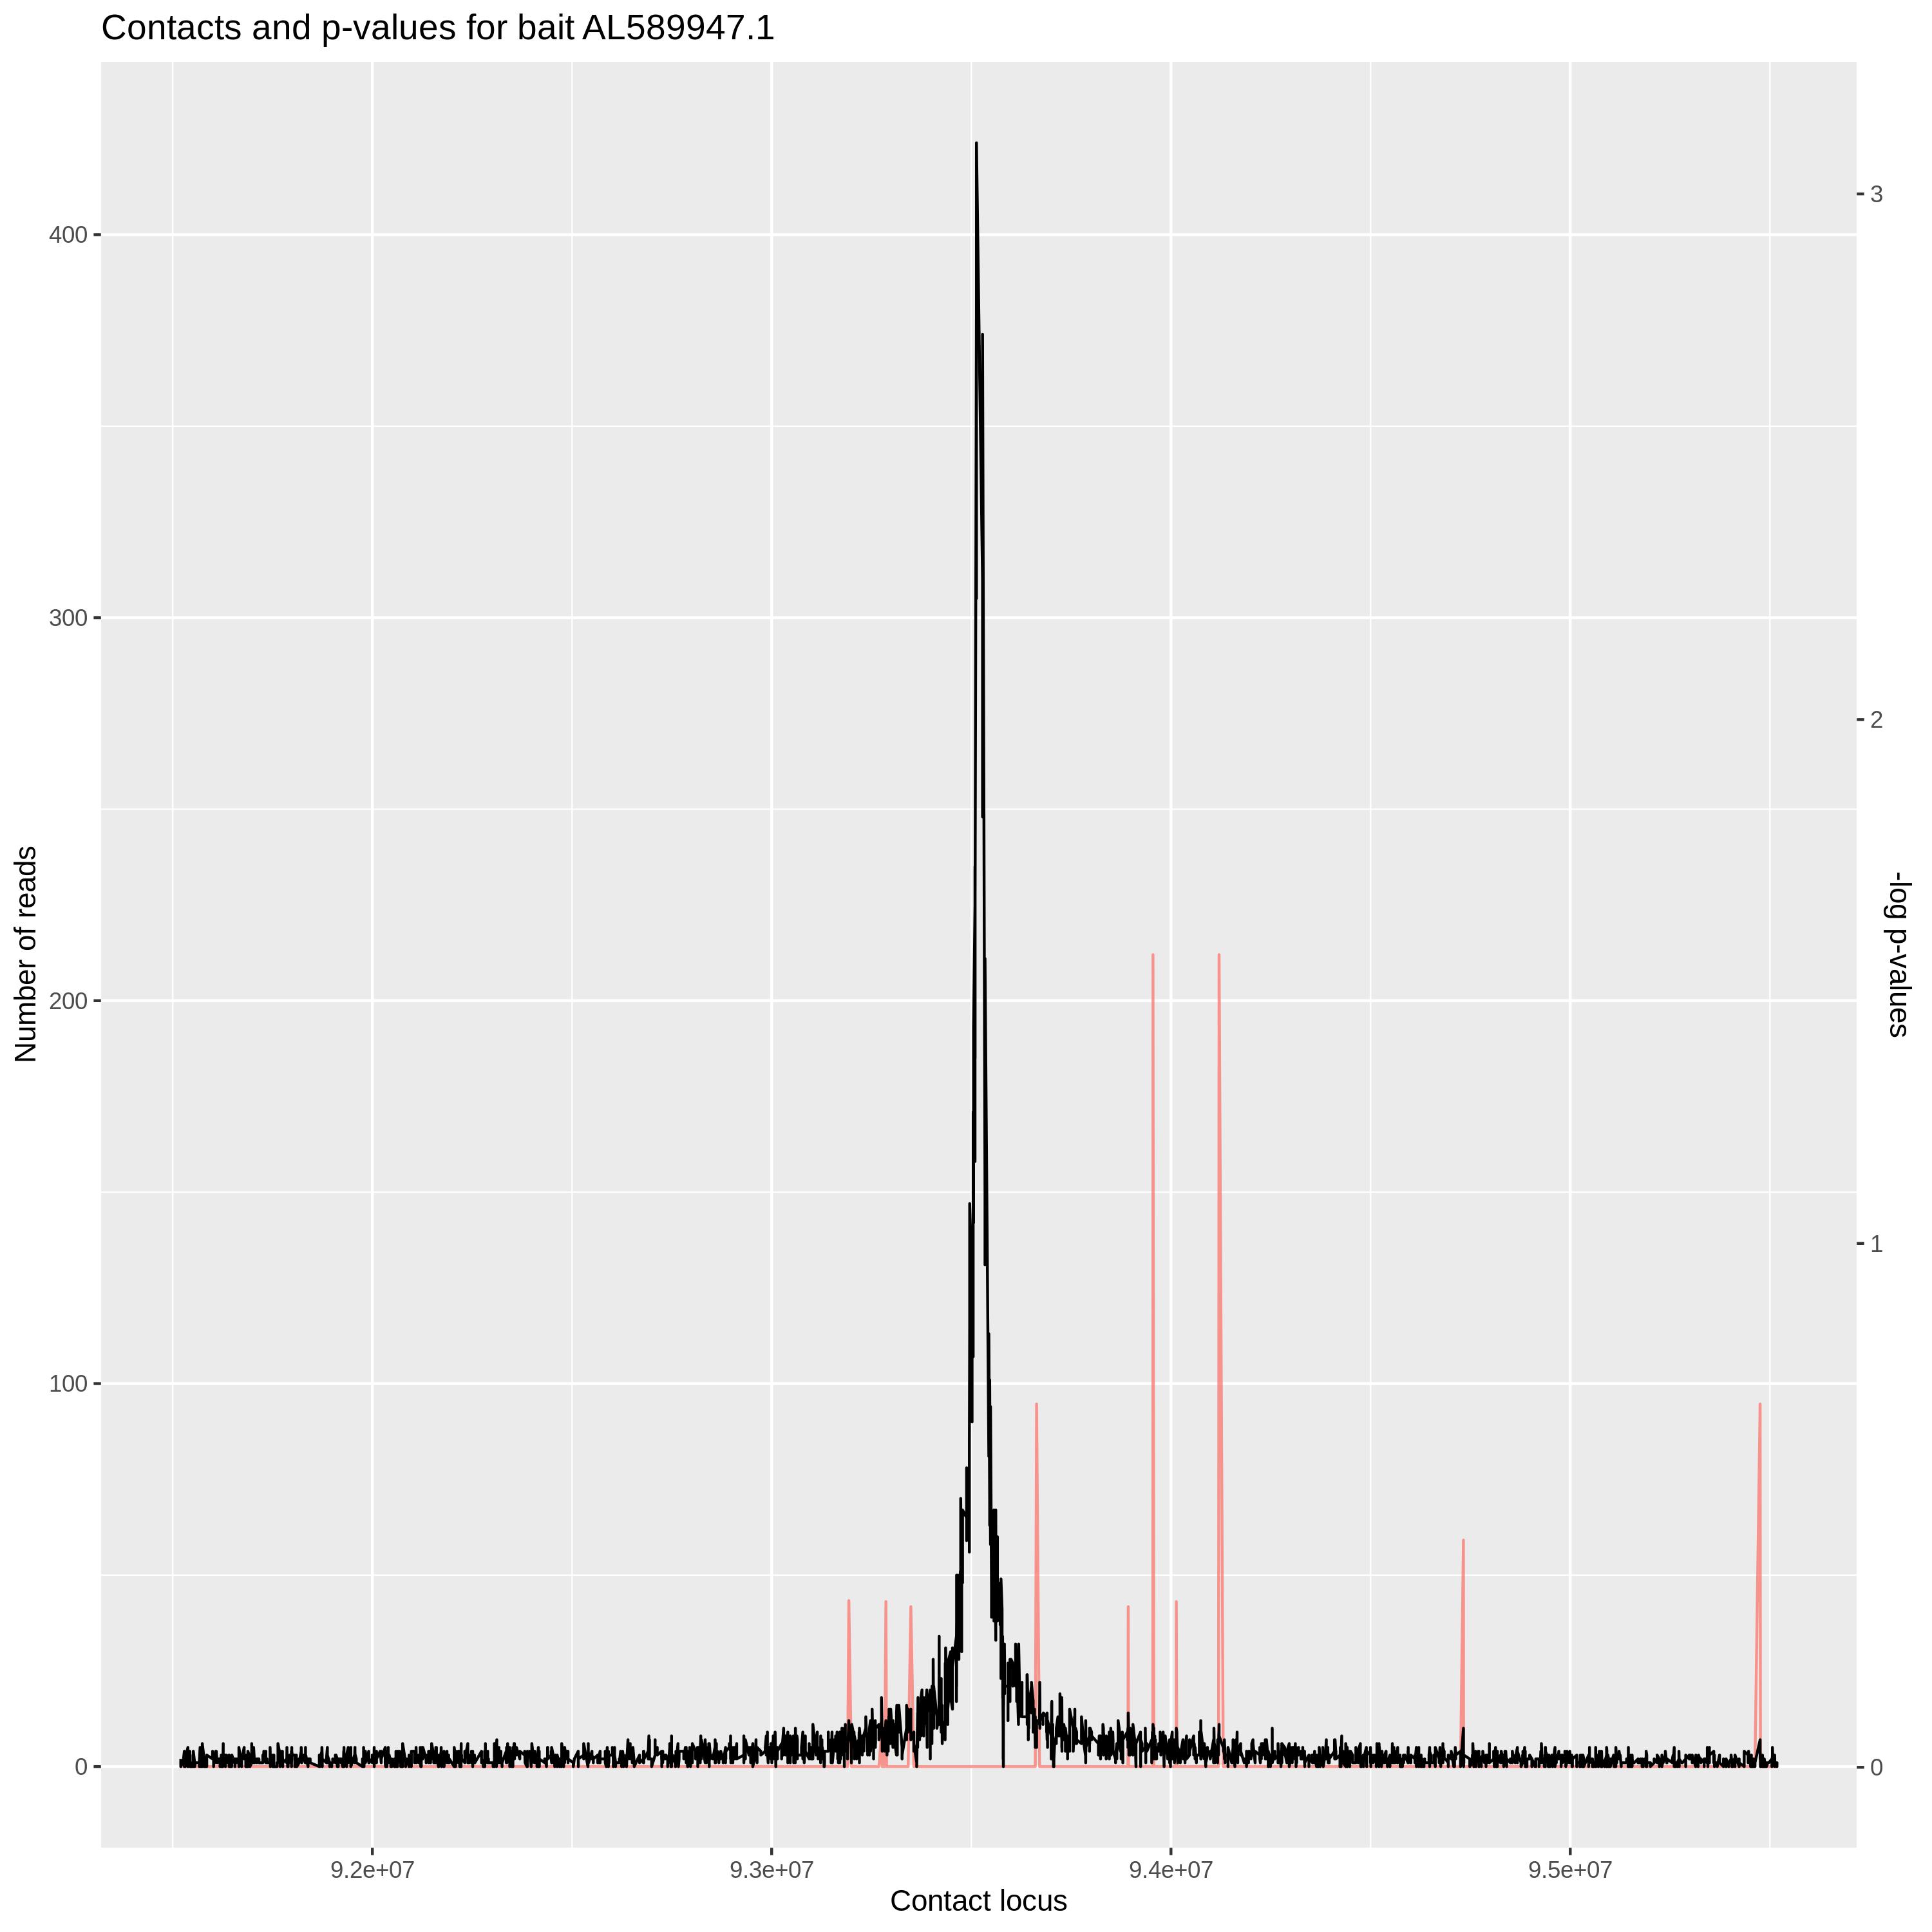 Contacts and p-values for bait AL589947.1
400
300
200
100
0
Number of reads
3
2
1
0
-log p-values
9.2e+07
9.3e+07
9.4e+07
9.5e+07
Contact locus